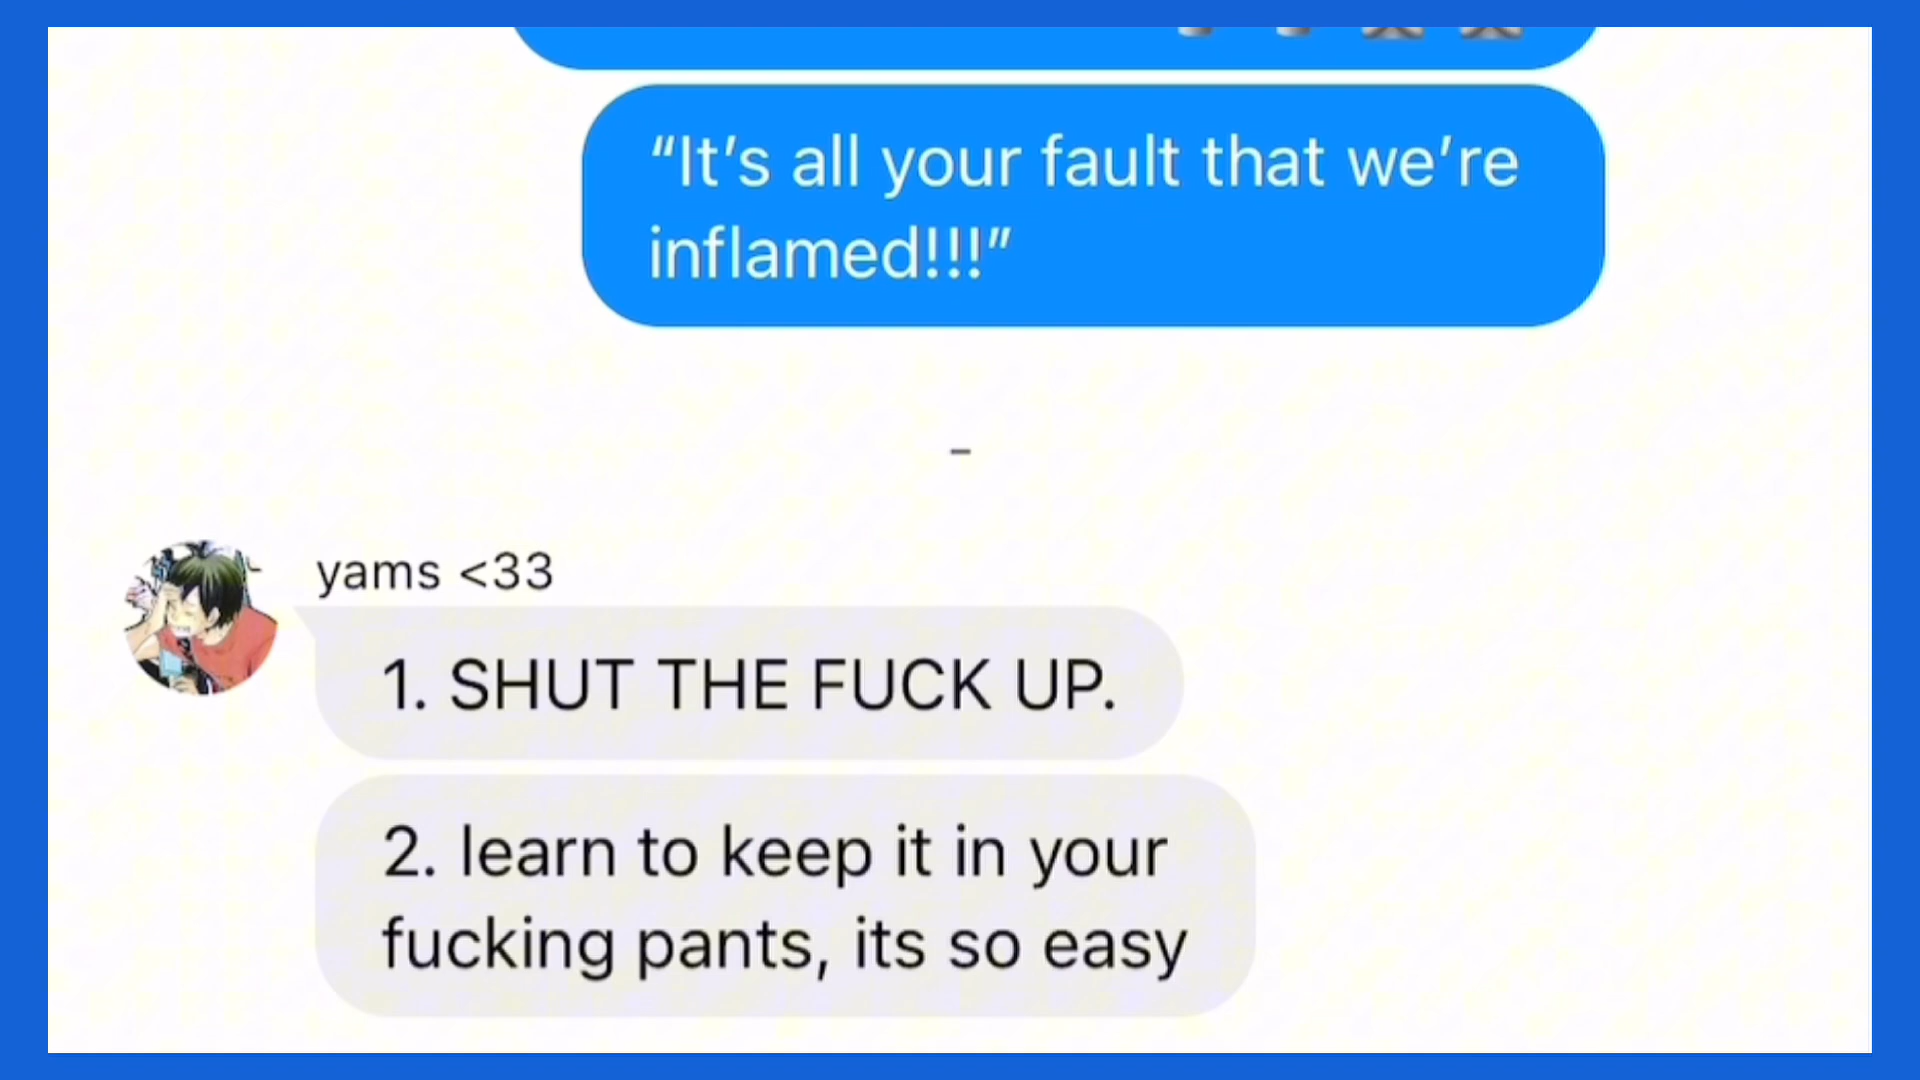 “It’s all your fault that we’re
inflamed!!!”
–
yams <33
1. SHUT THE FUCK UP.
2. learn to keep it in your
fucking pants, its so easy